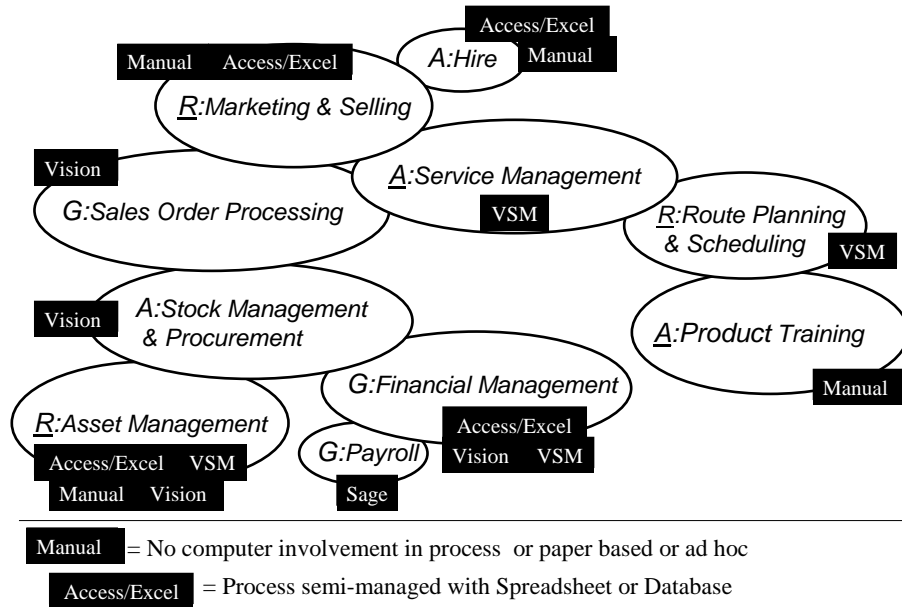 Access/Excel
Manual Access/Excel
A:Hire
Manual
R:Marketing & Selling
Vision
A:Service Management
G:Sales Order Processing
VSM
R:Route Planning
& Scheduling
VSM
Vision
A:Stock Management
& Procurement
A:Product Training
G:Financial Management
Manual
R:Asset Management
Access/Excel
G:Payroll
Access/Excel VSM
Vision VSM
Manual Vision
Sage
Manual = No computer involvement in process or paper based or ad hoc
Access/Excel = Process semi-managed with Spreadsheet or Database